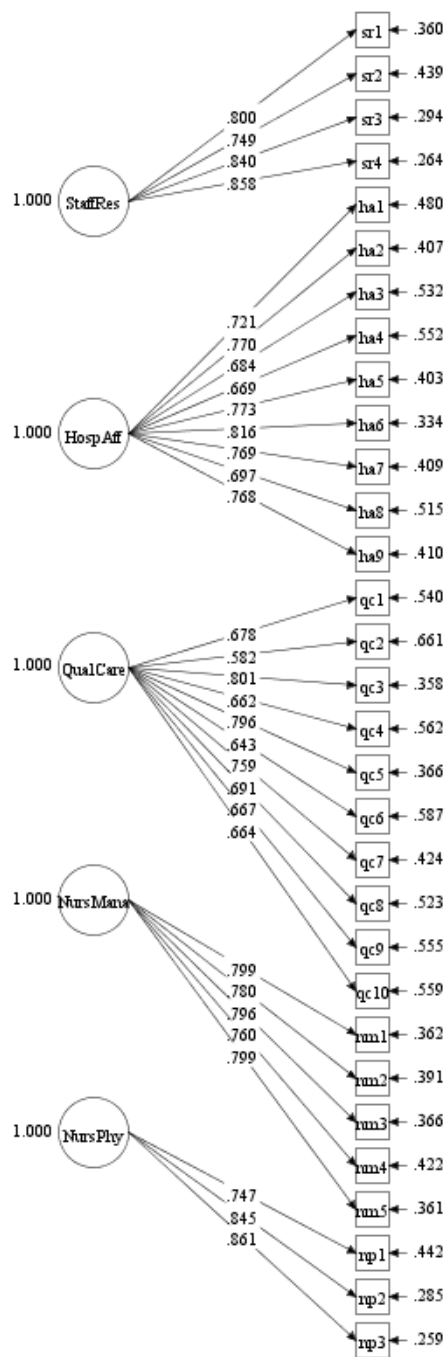 sr1 .360
sr2 .439
sr3 .294
sr4 .264
.800
.749
.840
.858
1.000 StaffRes
ha1 .480
ha2 .407
ha3 .532
ha4 .552
ha5 .403
ha6 .334
ha7 .409
ha8 .515
ha9 .410
.721
.770
.684
.669
.773
.816
.769
.697
.768
1.000 HospAff
qc1 .540
qc2 .661
qc3 .358
qc4 .562
qc5 .366
qc6 .587
qc7 .424
qc8 .523
qc9 .555
qc10 .559
.678
.582
.801
.662
.796
.643
.759
.691
.667
.664
1.000 QualCare
nm1 .362
nm2 .391
nm3 .366
nm4 .422
nm5 .361
.799
.780
.796
.760
.799
1.000 NursMana
np1 .442
np2 .285
np3 .259
.747
.845
.861
1.000 NursPhy